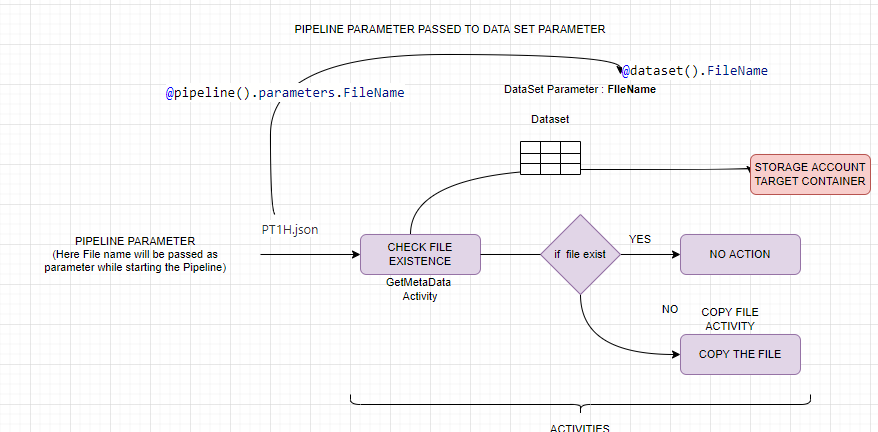 PIPELINE PARAMETER PASSED TO DATA SET PARAMETER
@dataset().FileName
@pipeline().parameters.FileName
DataSet Parameter : FIleName
Dataset
STORAGE ACCOUNT
TARGET CONTAINER
PT1H.json
PIPELINE PARAMETER
(Here File name will be passed as
parameter while starting the Pipeline)
CHECK FILE
EXISTENCE
GetMetaData
Activity
if file exist
YES
NO ACTION
NO
COPY FILE
ACTIVITY
COPY THE FILE
ACTIVITIES